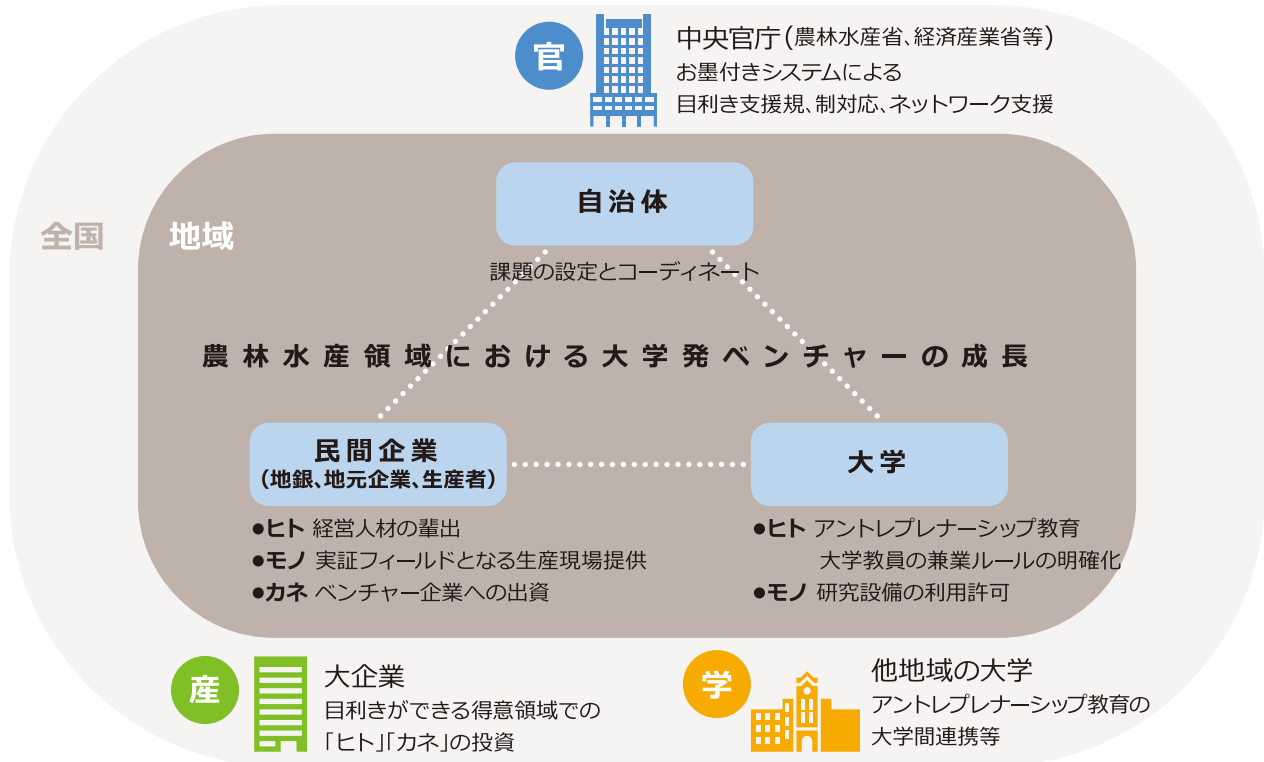 官
中央官庁(農林水産省、経済産業省等)
お墨付きシステムによる
目利き支援規、制対応、ネットワーク支援
全国
地域
自治体
課題の設定とコーディネート
農林水産領域における大学発ベンチャーの成長
民間企業
(地銀、地元企業、生産者)
●ヒト 経営人材の輩出
●モノ 実証フィールドとなる生産現場提供
●カネ ベンチャー企業への出資
大学
●ヒト アントレプレナーシップ教育
大学教員の兼業ルールの明確化
●モノ 研究設備の利用許可
産
大企業
目利きができる得意領域での
「ヒト」「カネ」の投資
学
他地域の大学
アントレプレナーシップ教育の
大学間連携等